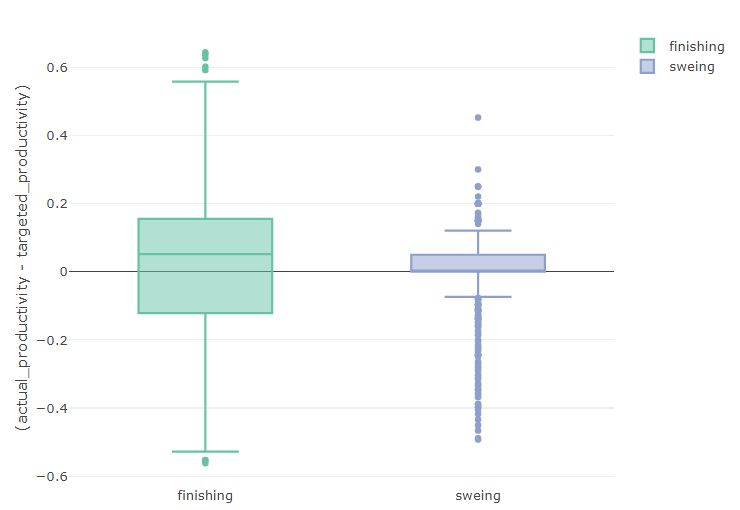 finishing
sweing
(actual_productivity - targeted_productivity)
0.6
0.4
0.2
0
−0.2
−0.4
−0.6
finishing
sweing